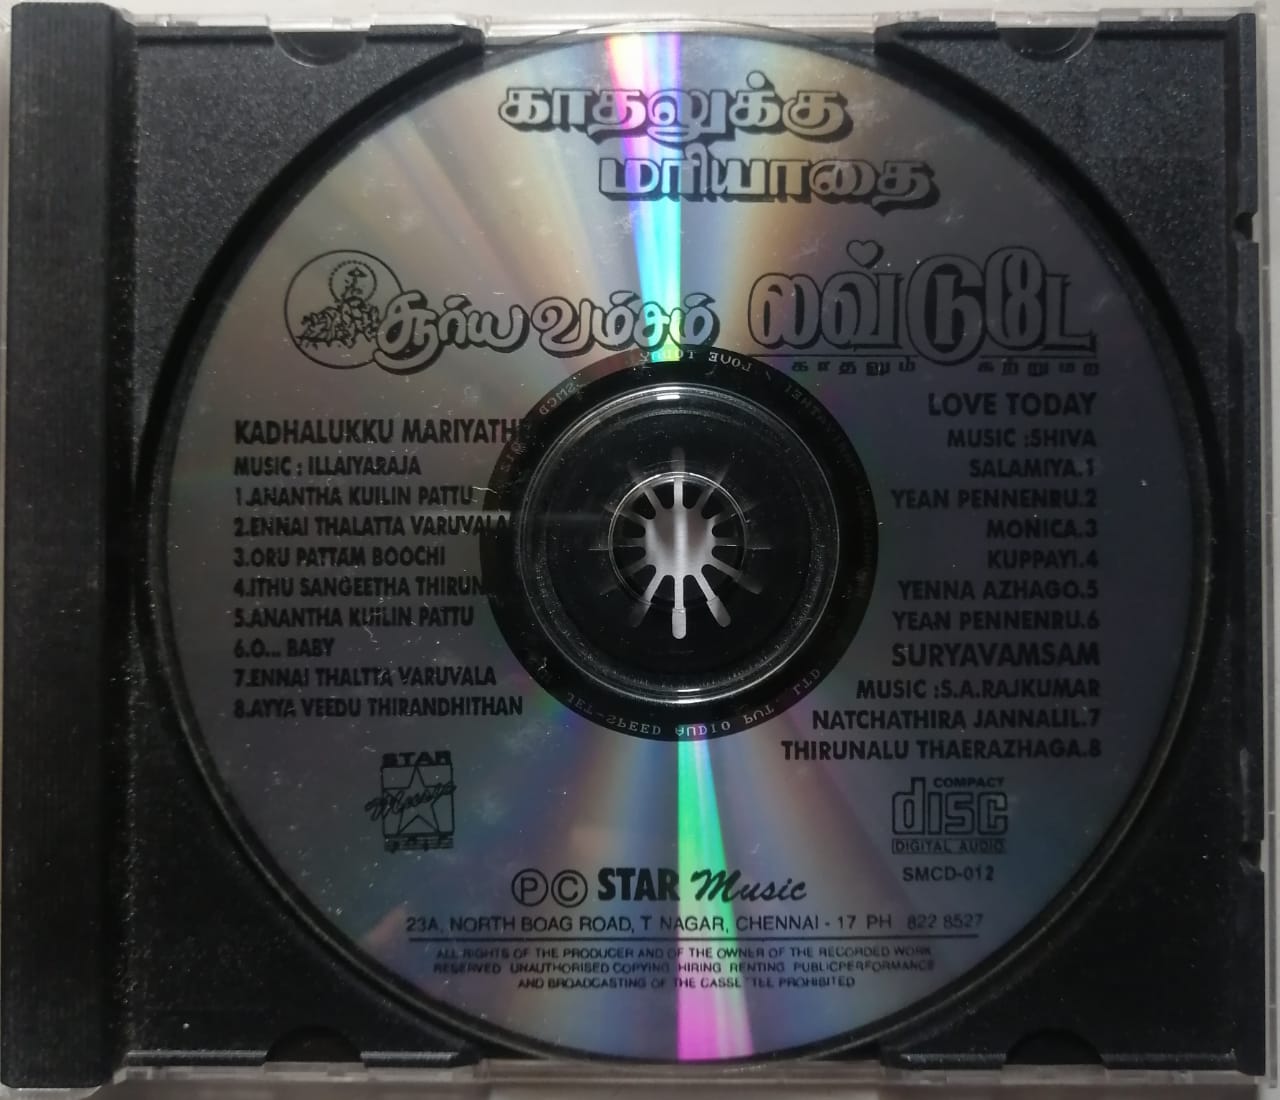 காதலுக்கு
மரியாதை
சூர்ய வம்சம்
லவ் டுடே
காதலும் கற்றுமற
KADHALUKKU MARIYATHE
MUSIC : ILLAIYARAJA
1.ANANTHA KUILIN PATTU
2.ENNAI THALATTA VARUVALA
3.ORU PATTAM BOOCHI
4.ITHU SANGEETHA THIRUN
5.ANANTHA KUILIN PATTU
6.O... BABY
7.ENNAI THALTTA VARUVALA
8.AYYA VEEDU THIRANDHITHAN
LOVE TODAY
MUSIC :SHIVA
SALAMIYA.1
YEAN PENNENRU.2
MONICA.3
KUPPAYI.4
YENNA AZHAGO.5
YEAN PENNENRU.6
SURYAVAMSAM
MUSIC :S.A.RAJKUMAR
NATCHATHIRA JANNALIL.7
THIRUNALU THAERAZHAGA.8
STAR
Music
COMPACT
disc
DIGITAL AUDIO
SMCD-012
Ⓟ Ⓒ STAR Music
23A, NORTH BOAG ROAD, T NAGAR, CHENNAI - 17 PH 822 8527
ALL RIGHTS OF THE PRODUCER AND OF THE OWNER OF THE RECORDED WORK
RESERVED UNAUTHORISED COPYING HIRING RENTING PUBLICPERFORMANCE
AND BROADCASTING OF THE CASSETTEE PROHIBITED